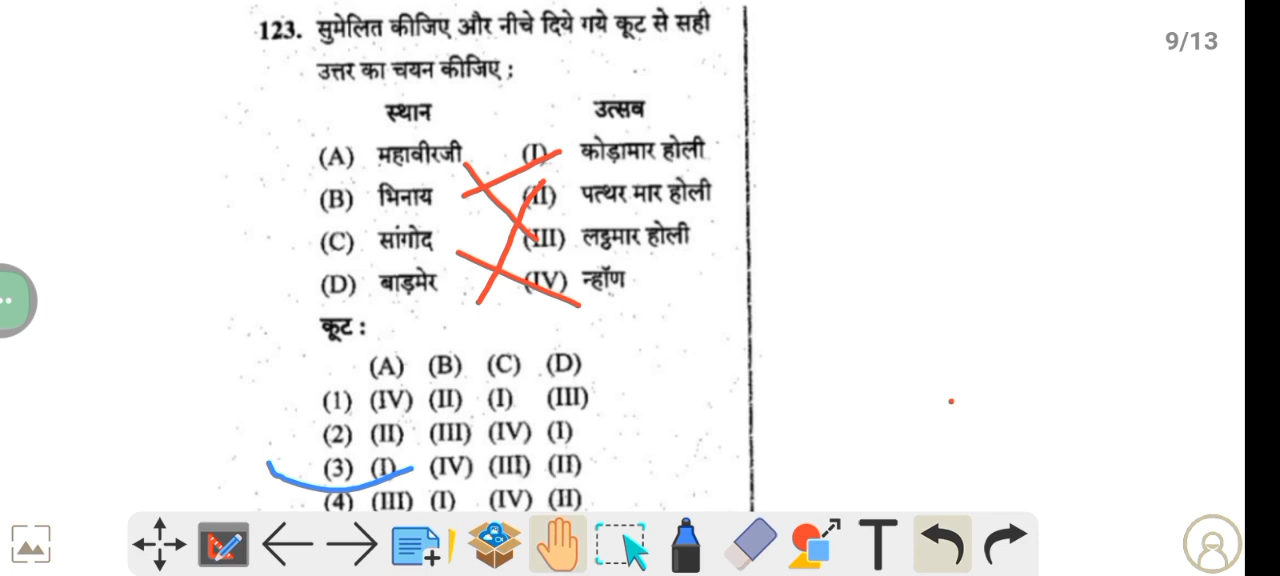 123. सुमेलित कीजिए और नीचे दिये गये कूट से सही
उत्तर का चयन कीजिए :
स्थान उत्सव
(A) महावीरजी (I) कोड़ामार होली
(B) भिनाय (II) पत्थर मार होली
(C) सांगोद (III) लट्ठमार होली
(D) बाड़मेर (IV) न्हाॅण
कूट :
(A) (B) (C) (D)
(1) (IV) (II) (I) (III)
(2) (II) (III) (IV) (I)
(3) (I) (IV) (III) (II)
(4) (III) (I) (IV) (II)
9/13
T